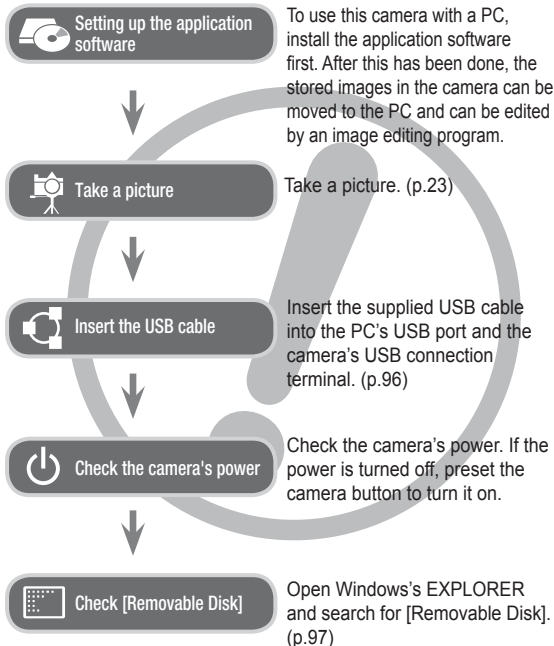 Setting up the application
software
To use this camera with a PC,
install the application software
first. After this has been done, the
stored images in the camera can be
moved to the PC and can be edited
by an image editing program.
Take a picture
Take a picture. (p.23)
Insert the USB cable
Insert the supplied USB cable
into the PC's USB port and the
camera's USB connection
terminal. (p.96)
Check the camera's power
Check the camera's power. If the
power is turned off, preset the
camera button to turn it on.
Check [Removable Disk]
Open Windows's EXPLORER
and search for [Removable Disk].
(p.97)